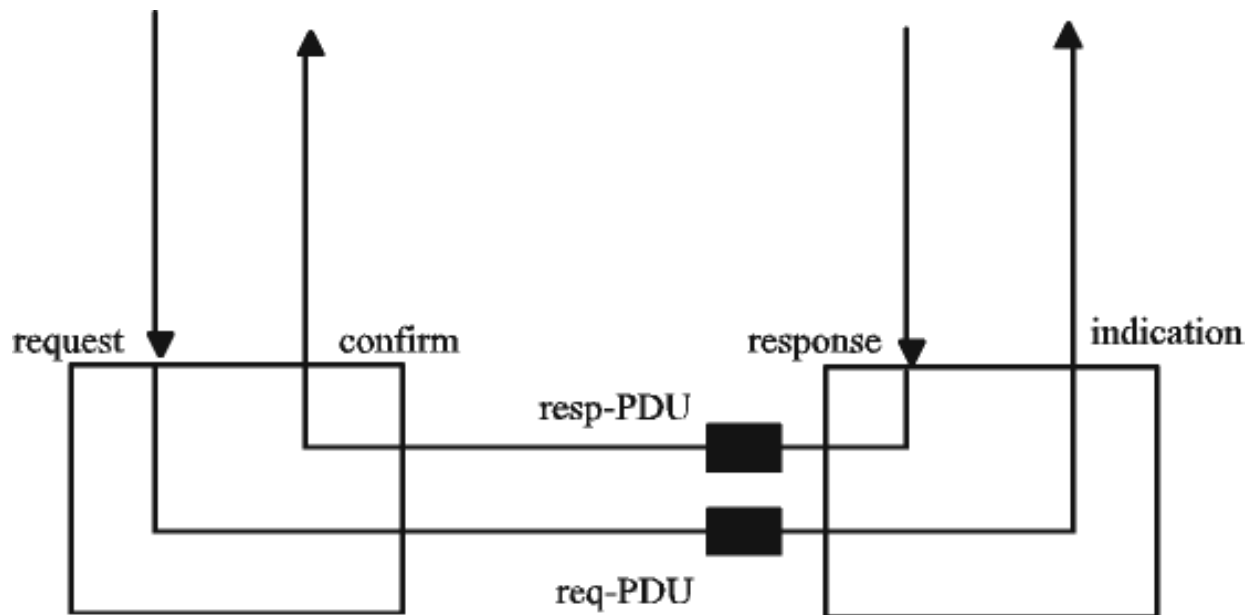 request
confirm
response
indication
resp-PDU
req-PDU